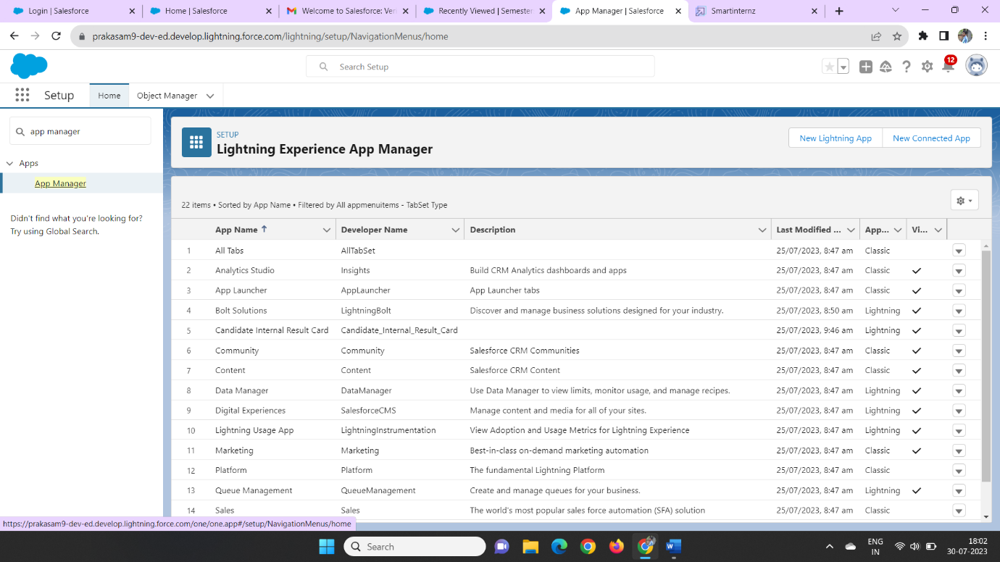 Login | Salesforce
Home | Salesforce
Welcome to Salesforce: Ver
Recently Viewed | Semester
App Manager | Salesforce
Smartinternz
prakasam9-dev-ed.develop.lightning.force.com/lightning/setup/NavigationMenus/home
Search Setup
12
Setup
Home
Object Manager
app manager
Apps
App Manager
Didn't find what you're looking for?
Try using Global Search.
SETUP
Lightning Experience App Manager
New Lightning App
New Connected App
22 items • Sorted by App Name • Filtered by All appmenuitems - TabSet Type
App Name Developer Name Description Last Modified ... App... Vi...
1 All Tabs AllTabSet 25/07/2023, 8:47 am Classic
2 Analytics Studio Insights Build CRM Analytics dashboards and apps 25/07/2023, 8:47 am Classic
3 App Launcher AppLauncher App Launcher tabs 25/07/2023, 8:47 am Classic
4 Bolt Solutions LightningBolt Discover and manage business solutions designed for your industry. 25/07/2023, 8:50 am Lightning
5 Candidate Internal Result Card Candidate_Internal_Result_Card 25/07/2023, 9:46 am Lightning
6 Community Community Salesforce CRM Communities 25/07/2023, 8:47 am Classic
7 Content Content Salesforce CRM Content 25/07/2023, 8:47 am Classic
8 Data Manager DataManager Use Data Manager to view limits, monitor usage, and manage recipes. 25/07/2023, 8:47 am Lightning
9 Digital Experiences SalesforceCMS Manage content and media for all of your sites. 25/07/2023, 8:47 am Lightning
10 Lightning Usage App LightningInstrumentation View Adoption and Usage Metrics for Lightning Experience 25/07/2023, 8:47 am Lightning
11 Marketing Marketing Best-in-class on-demand marketing automation 25/07/2023, 8:47 am Classic
12 Platform Platform The fundamental Lightning Platform 25/07/2023, 8:47 am Classic
13 Queue Management QueueManagement Create and manage queues for your business. 25/07/2023, 8:47 am Lightning
14 Sales Sales The world's most popular sales force automation (SFA) solution 25/07/2023, 8:47 am Classic
https://prakasam9-dev-ed.develop.lightning.force.com/one/one.app#/setup/NavigationMenus/home
Search
ENG
IN
18:02
30-07-2023